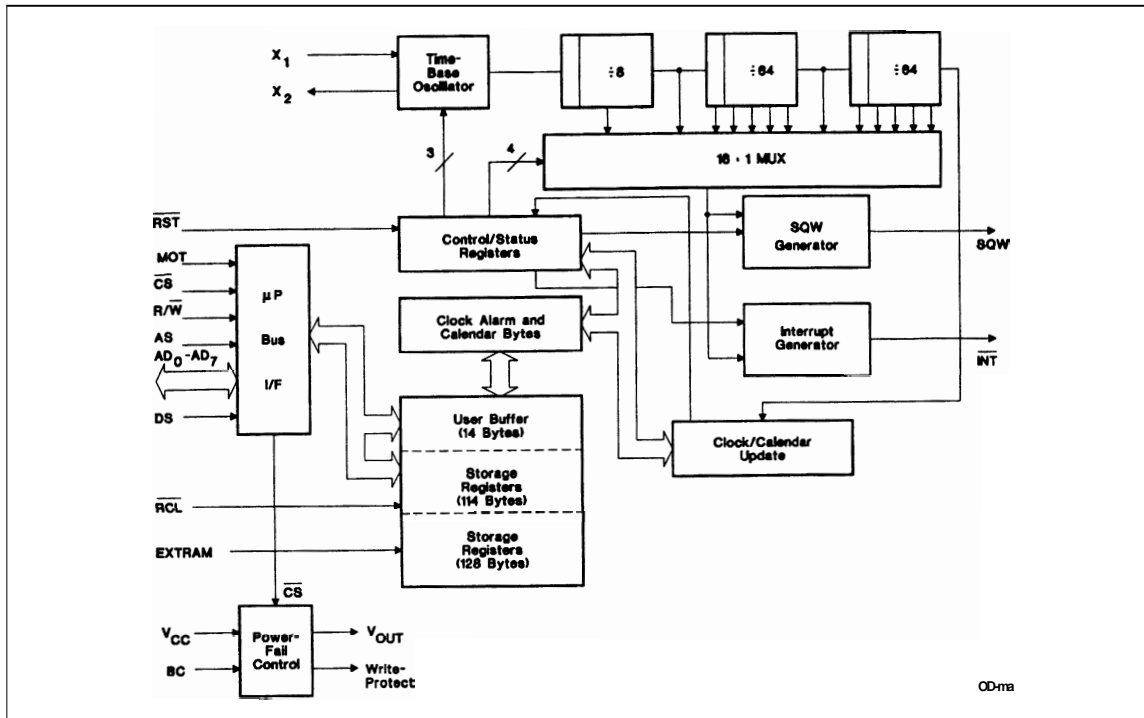 X1
X2
Time-
Base
Oscillator
÷8
÷64
÷64
3
4
16 : 1 MUX
RST
Control/Status
Registers
SQW
Generator
SQW
MOT
CS
R/W
AS
AD0-AD7
DS
µP
Bus
I/F
Clock Alarm and
Calendar Bytes
Interrupt
Generator
INT
User Buffer
(14 Bytes)
Clock/Calendar
Update
Storage
Registers
(114 Bytes)
RCL
Storage
Registers
(128 Bytes)
EXTRAM
CS
VCC
BC
Power-
Fail
Control
VOUT
Write-
Protect
OD-ma